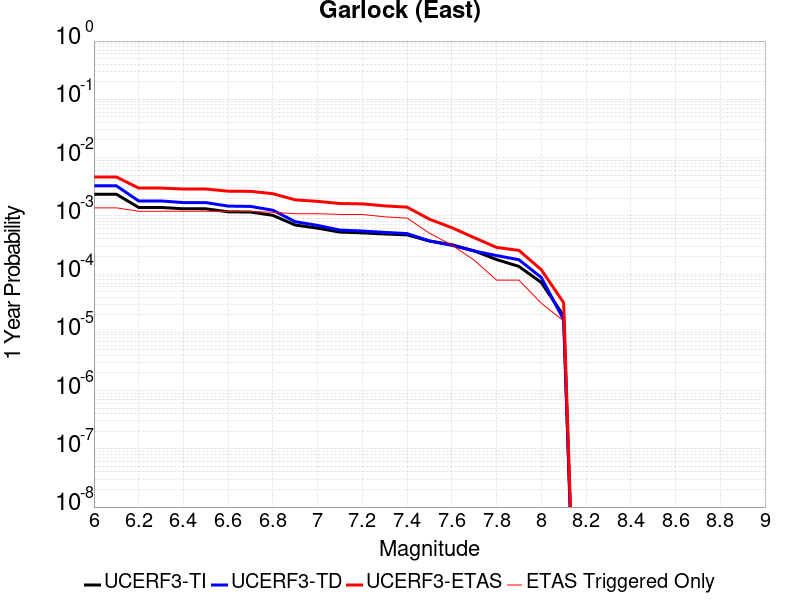 Garlock (East)
1 Year Probability
10^0
10^-1
10^-2
10^-3
10^-4
10^-5
10^-6
10^-7
10^-8
6 6.2 6.4 6.6 6.8 7 7.2 7.4 7.6 7.8 8 8.2 8.4 8.6 8.8 9
Magnitude
UCERF3-TI UCERF3-TD UCERF3-ETAS ETAS Triggered Only